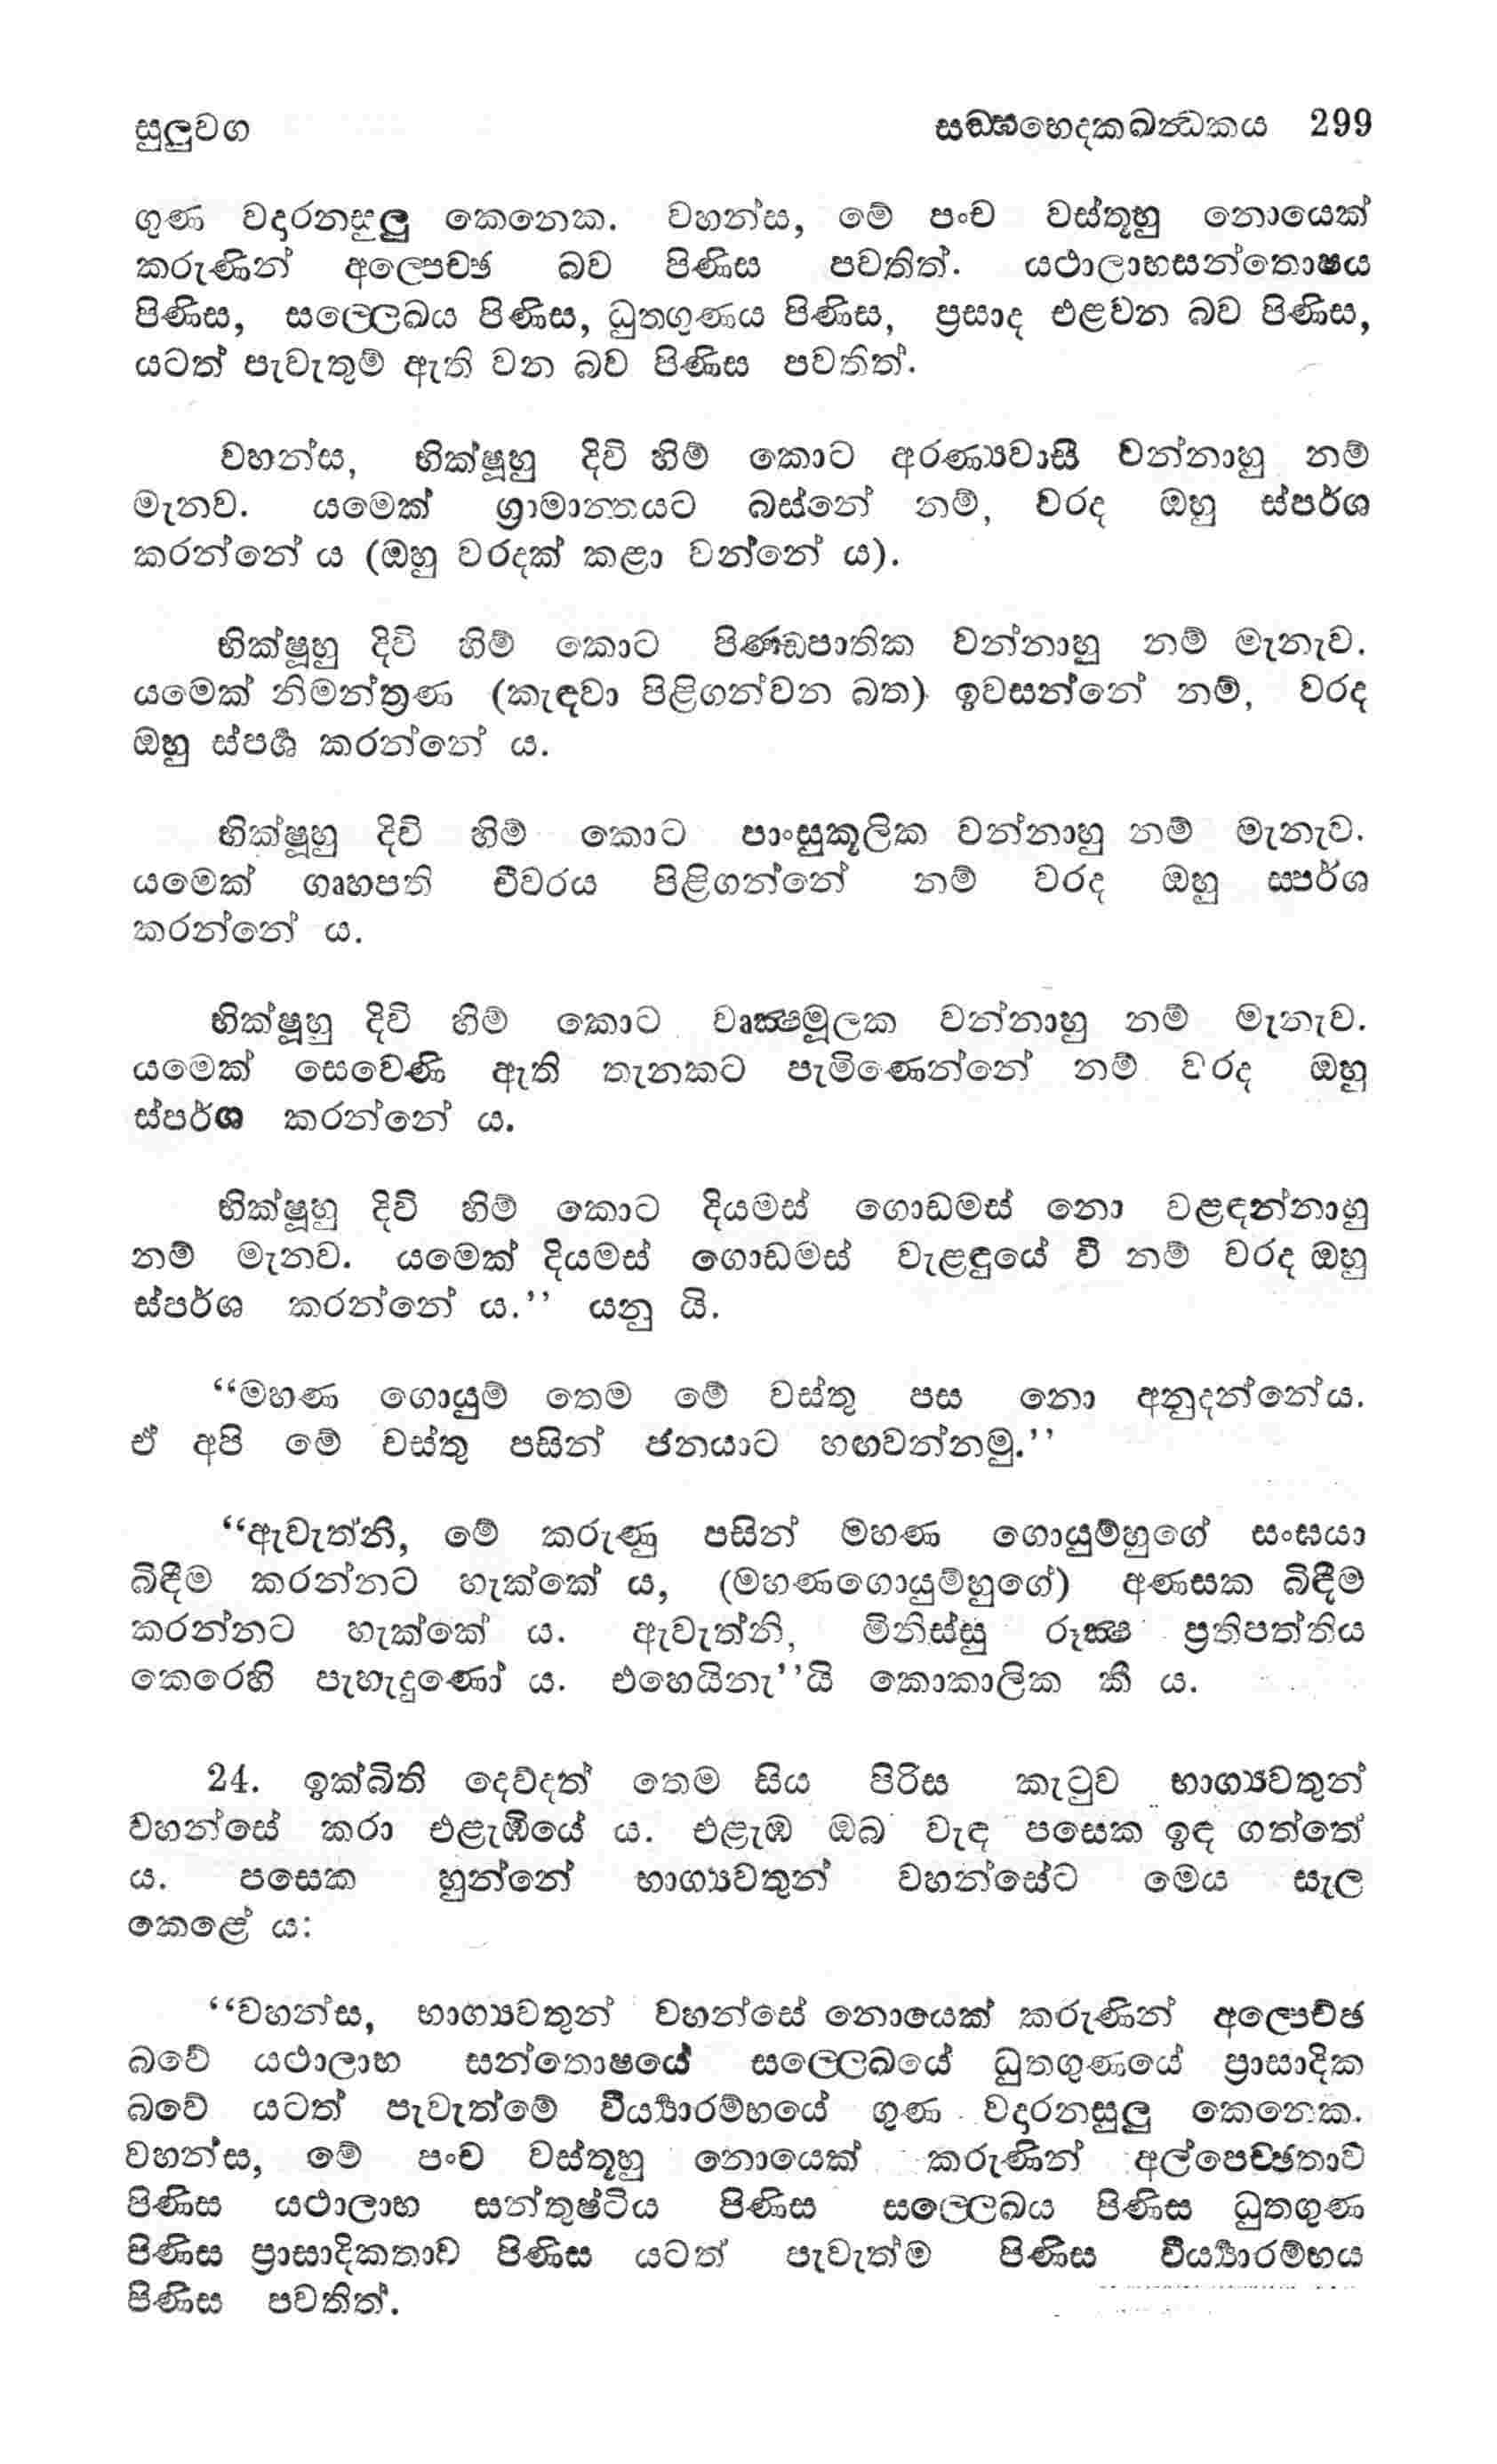 සුලුවග සඞ්ඝභෙදකඛන්ධකය 299
ගුණ වදාරනසුලු කෙනෙක. වහන්ස, මේ පංච වස්තූහු නොයෙක්
කරුණින් අල්පෙච්ඡ බව පිණිස පවතිත්. යථාලාභසන්තොෂය
පිණිස, සල්ලෙඛය පිණිස, ධුතගුණය පිණිස, ප්‍රසාද එළවන බව පිණිස,
යටත් පැවැතුම් ඇති වන බව පිණිස පවතිත්.
වහන්ස, භික්ෂූහු දිවි හිම් කොට අරණ්‍යවාසී වන්නාහු නම්
මැනව. යමෙක් ග්‍රාමාන්තයට බස්නේ නම්, වරද ඔහු ස්පර්ශ
කරන්නේ ය (ඔහු වරදක් කළා වන්නේ ය).
භික්ෂූහු දිවි හිම් කොට පිණ්ඩපාතික වන්නාහු නම් මැනැව.
යමෙක් නිමන්ත්‍රණ (කැඳවා පිළිගන්වන බත) ඉවසන්නේ නම්, වරද
ඔහු ස්පර්‍ශ කරන්නේ ය.
භික්ෂූහු දිවි හිම් කොට පාංසුකූලික වන්නාහු නම් මැනැව.
යමෙක් ගෘහපති චීවරය පිළිගන්නේ නම් වරද ඔහු ස්පර්ශ
කරන්නේ ය.
භික්ෂූහු දිවි හිම් කොට වෘක්‍ෂමූලක වන්නාහු නම් මැනැව.
යමෙක් සෙවෙණි ඇති තැනකට පැමිණෙන්නේ නම් වරද ඔහු
ස්පර්ශ කරන්නේ ය.
භික්ෂූහු දිවි හිම් කොට දියමස් ගොඩමස් නො වළඳන්නාහු
නම් මැනව. යමෙක් දියමස් ගොඩමස් වැළඳුයේ වී නම් වරද ඔහු
ස්පර්ශ කරන්නේ ය.’’ යනු යි.
‘‘මහණ ගොයුම් තෙම මේ වස්තු පස නො අනුදන්නේය.
ඒ අපි මේ වස්තු පසින් ජනයාට හඟවන්නමු.’’
‘‘ඇවැත්නි, මේ කරුණු පසින් මහණ ගොයුම්හුගේ සංඝයා
බිඳීම කරන්නට හැක්කේ ය, (මහණගොයුම්හුගේ) අණසක බිඳීම
කරන්නට හැක්කේ ය. ඇවැත්නි, මිනිස්සු රූක්‍ෂ ප්‍රතිපත්තිය
කෙරෙහි පැහැදුණෝ ය. එහෙයිනැ’’යි කොකාලික කී ය.
24. ඉක්බිති දෙව්දත් තෙම සිය පිරිස කැටුව භාග්‍යවතුන්
වහන්සේ කරා එළැඹියේ ය. එළැඹ ඔබ වැඳ පසෙක ඉඳ ගත්තේ
ය. පසෙක හුන්නේ භාග්‍යවතුන් වහන්සේට මෙය සැල
කෙළේ ය:
‘‘වහන්ස, භාග්‍යවතුන් වහන්සේ නොයෙක් කරුණින් අල්පෙච්ඡ
බවේ යථාලාභ සන්තොෂයේ සල්ලෙඛයේ ධුතගුණයේ ප්‍රාසාදික
බවේ යටත් පැවැත්මේ වීර්‍ය්‍යාරම්භයේ ගුණ වදාරනසුලු කෙනෙක.
වහන්ස, මේ පංච වස්තූහු නොයෙක් කරුණින් අල්පෙච්ඡතාව
පිණිස යථාලාභ සන්තුෂ්ටිය පිණිස සල්ලෙඛය පිණිස ධුතගුණ
පිණිස ප්‍රාසාදිකතාව පිණිස යටත් පැවැත්ම පිණිස වීර්‍ය්‍යාරම්භය
පිණිස පවතිත්.